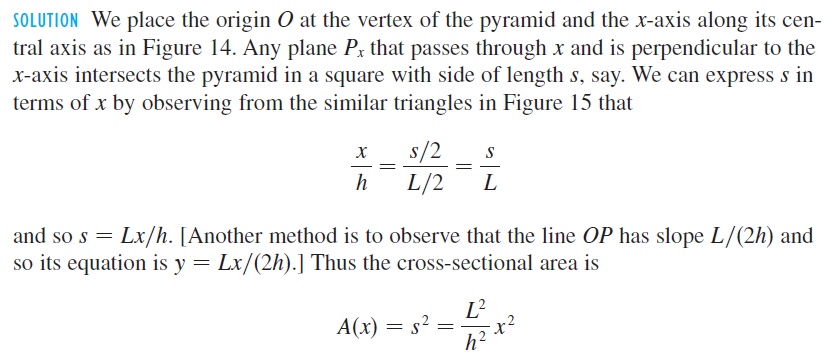 SOLUTION We place the origin O at the vertex of the pyramid and the x-axis along its cen-
tral axis as in Figure 14. Any plane Pₓ that passes through x and is perpendicular to the
x-axis intersects the pyramid in a square with side of length s, say. We can express s in
terms of x by observing from the similar triangles in Figure 15 that
x/h = (s/2)/(L/2) = s/L
and so s = Lx/h. [Another method is to observe that the line OP has slope L/(2h) and
so its equation is y = Lx/(2h).] Thus the cross-sectional area is
A(x) = s² = L²/h² x²